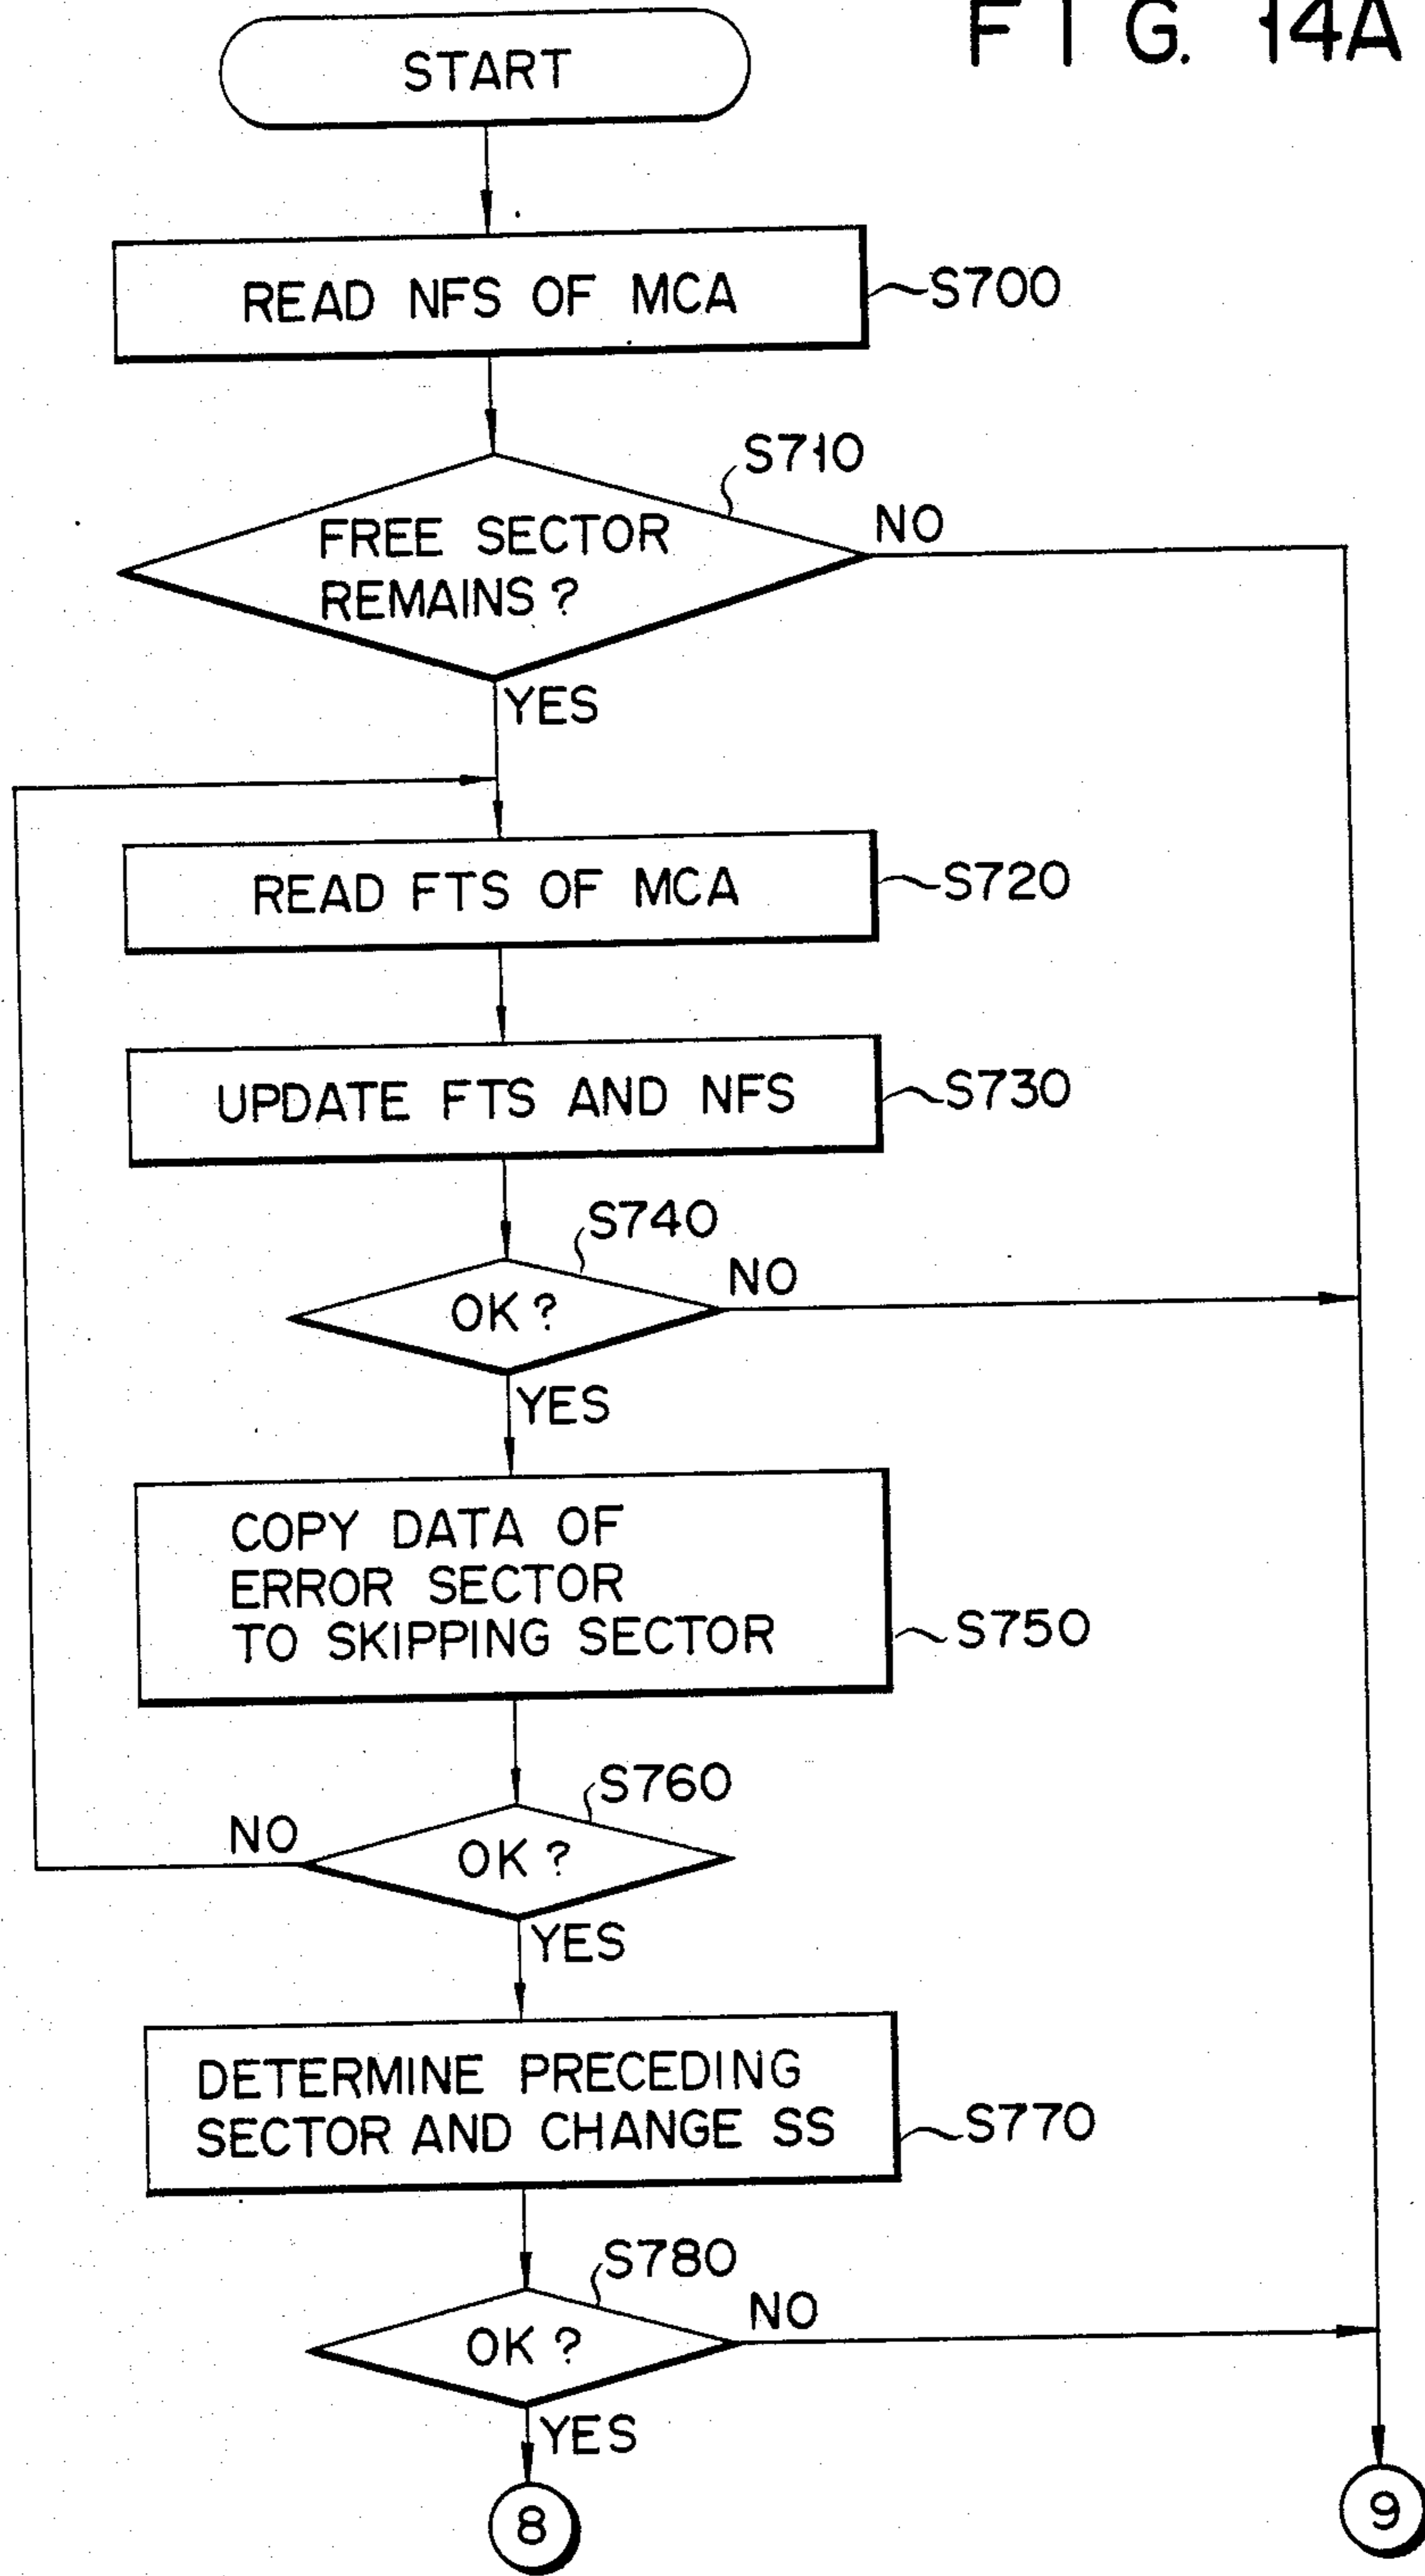 FIG. 14A
START
READ NFS OF MCA
S700
S710
FREE SECTOR
REMAINS?
NO
YES
READ FTS OF MCA
S720
UPDATE FTS AND NFS
S730
S740
OK?
NO
YES
COPY DATA OF
ERROR SECTOR
TO SKIPPING SECTOR
S750
S760
NO
OK?
YES
DETERMINE PRECEDING
SECTOR AND CHANGE SS
S770
S780
OK?
NO
YES
8
9